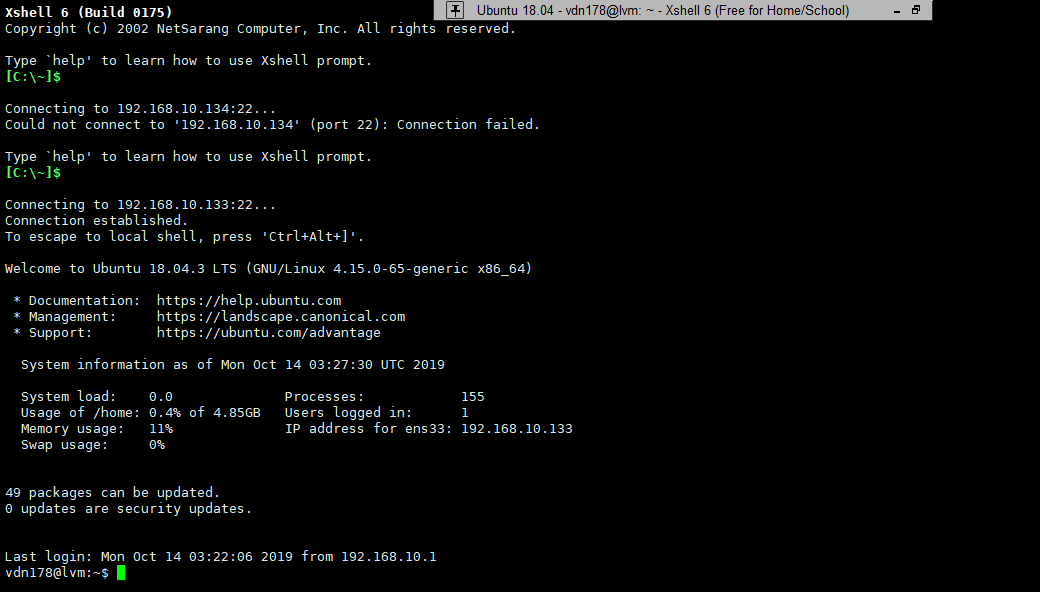 Xshell 6 (Build 0175)
Ubuntu 18.04 - vdn178@lvm: ~ - Xshell 6 (Free for Home/School)
Copyright (c) 2002 NetSarang Computer, Inc. All rights reserved.
Type `help' to learn how to use Xshell prompt.
[C:\~]$
Connecting to 192.168.10.134:22...
Could not connect to '192.168.10.134' (port 22): Connection failed.
Type `help' to learn how to use Xshell prompt.
[C:\~]$
Connecting to 192.168.10.133:22...
Connection established.
To escape to local shell, press 'Ctrl+Alt+]'.
Welcome to Ubuntu 18.04.3 LTS (GNU/Linux 4.15.0-65-generic x86_64)
* Documentation:  https://help.ubuntu.com
* Management:     https://landscape.canonical.com
* Support:        https://ubuntu.com/advantage
System information as of Mon Oct 14 03:27:30 UTC 2019
System load:    0.0              Processes:            155
Usage of /home: 0.4% of 4.85GB   Users logged in:      1
Memory usage:   11%              IP address for ens33: 192.168.10.133
Swap usage:     0%
49 packages can be updated.
0 updates are security updates.
Last login: Mon Oct 14 03:22:06 2019 from 192.168.10.1
vdn178@lvm:~$